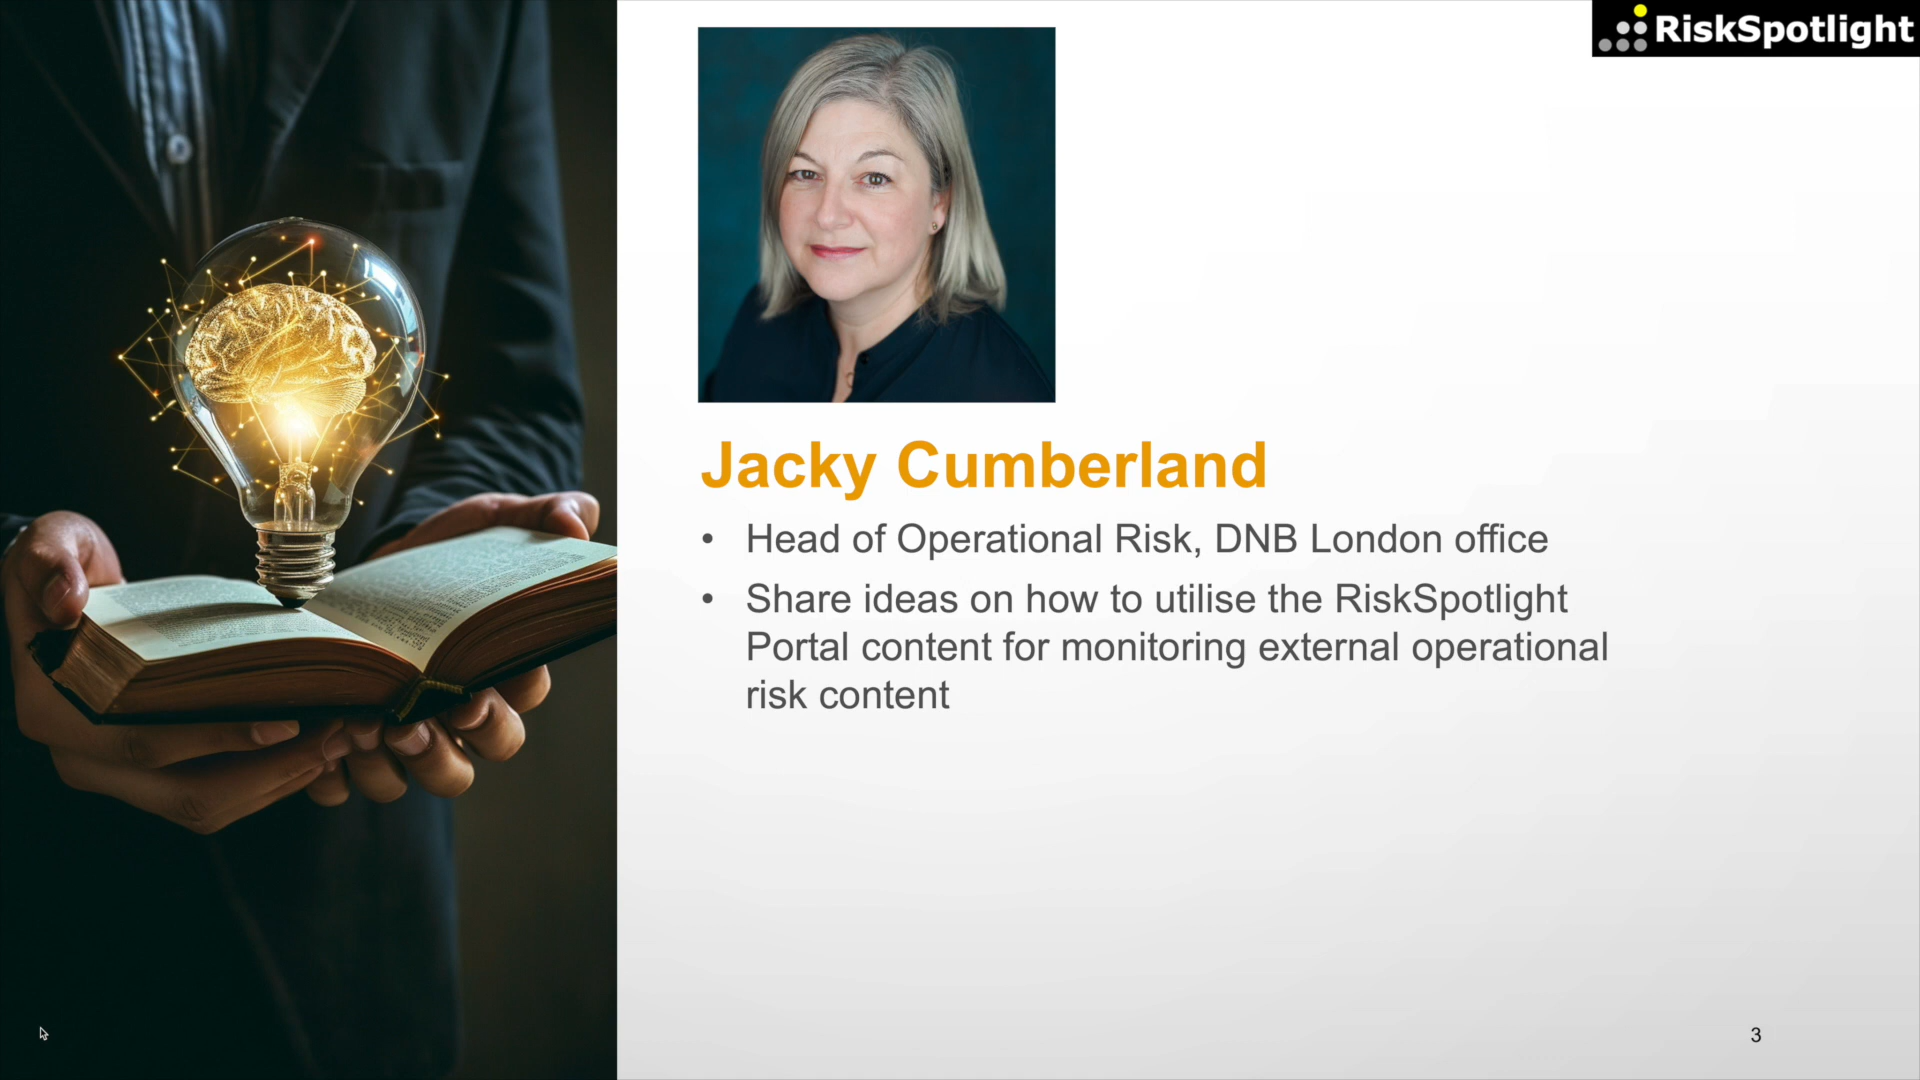 RiskSpotlight
Jacky Cumberland
• Head of Operational Risk, DNB London office
• Share ideas on how to utilise the RiskSpotlight
Portal content for monitoring external operational
risk content
3